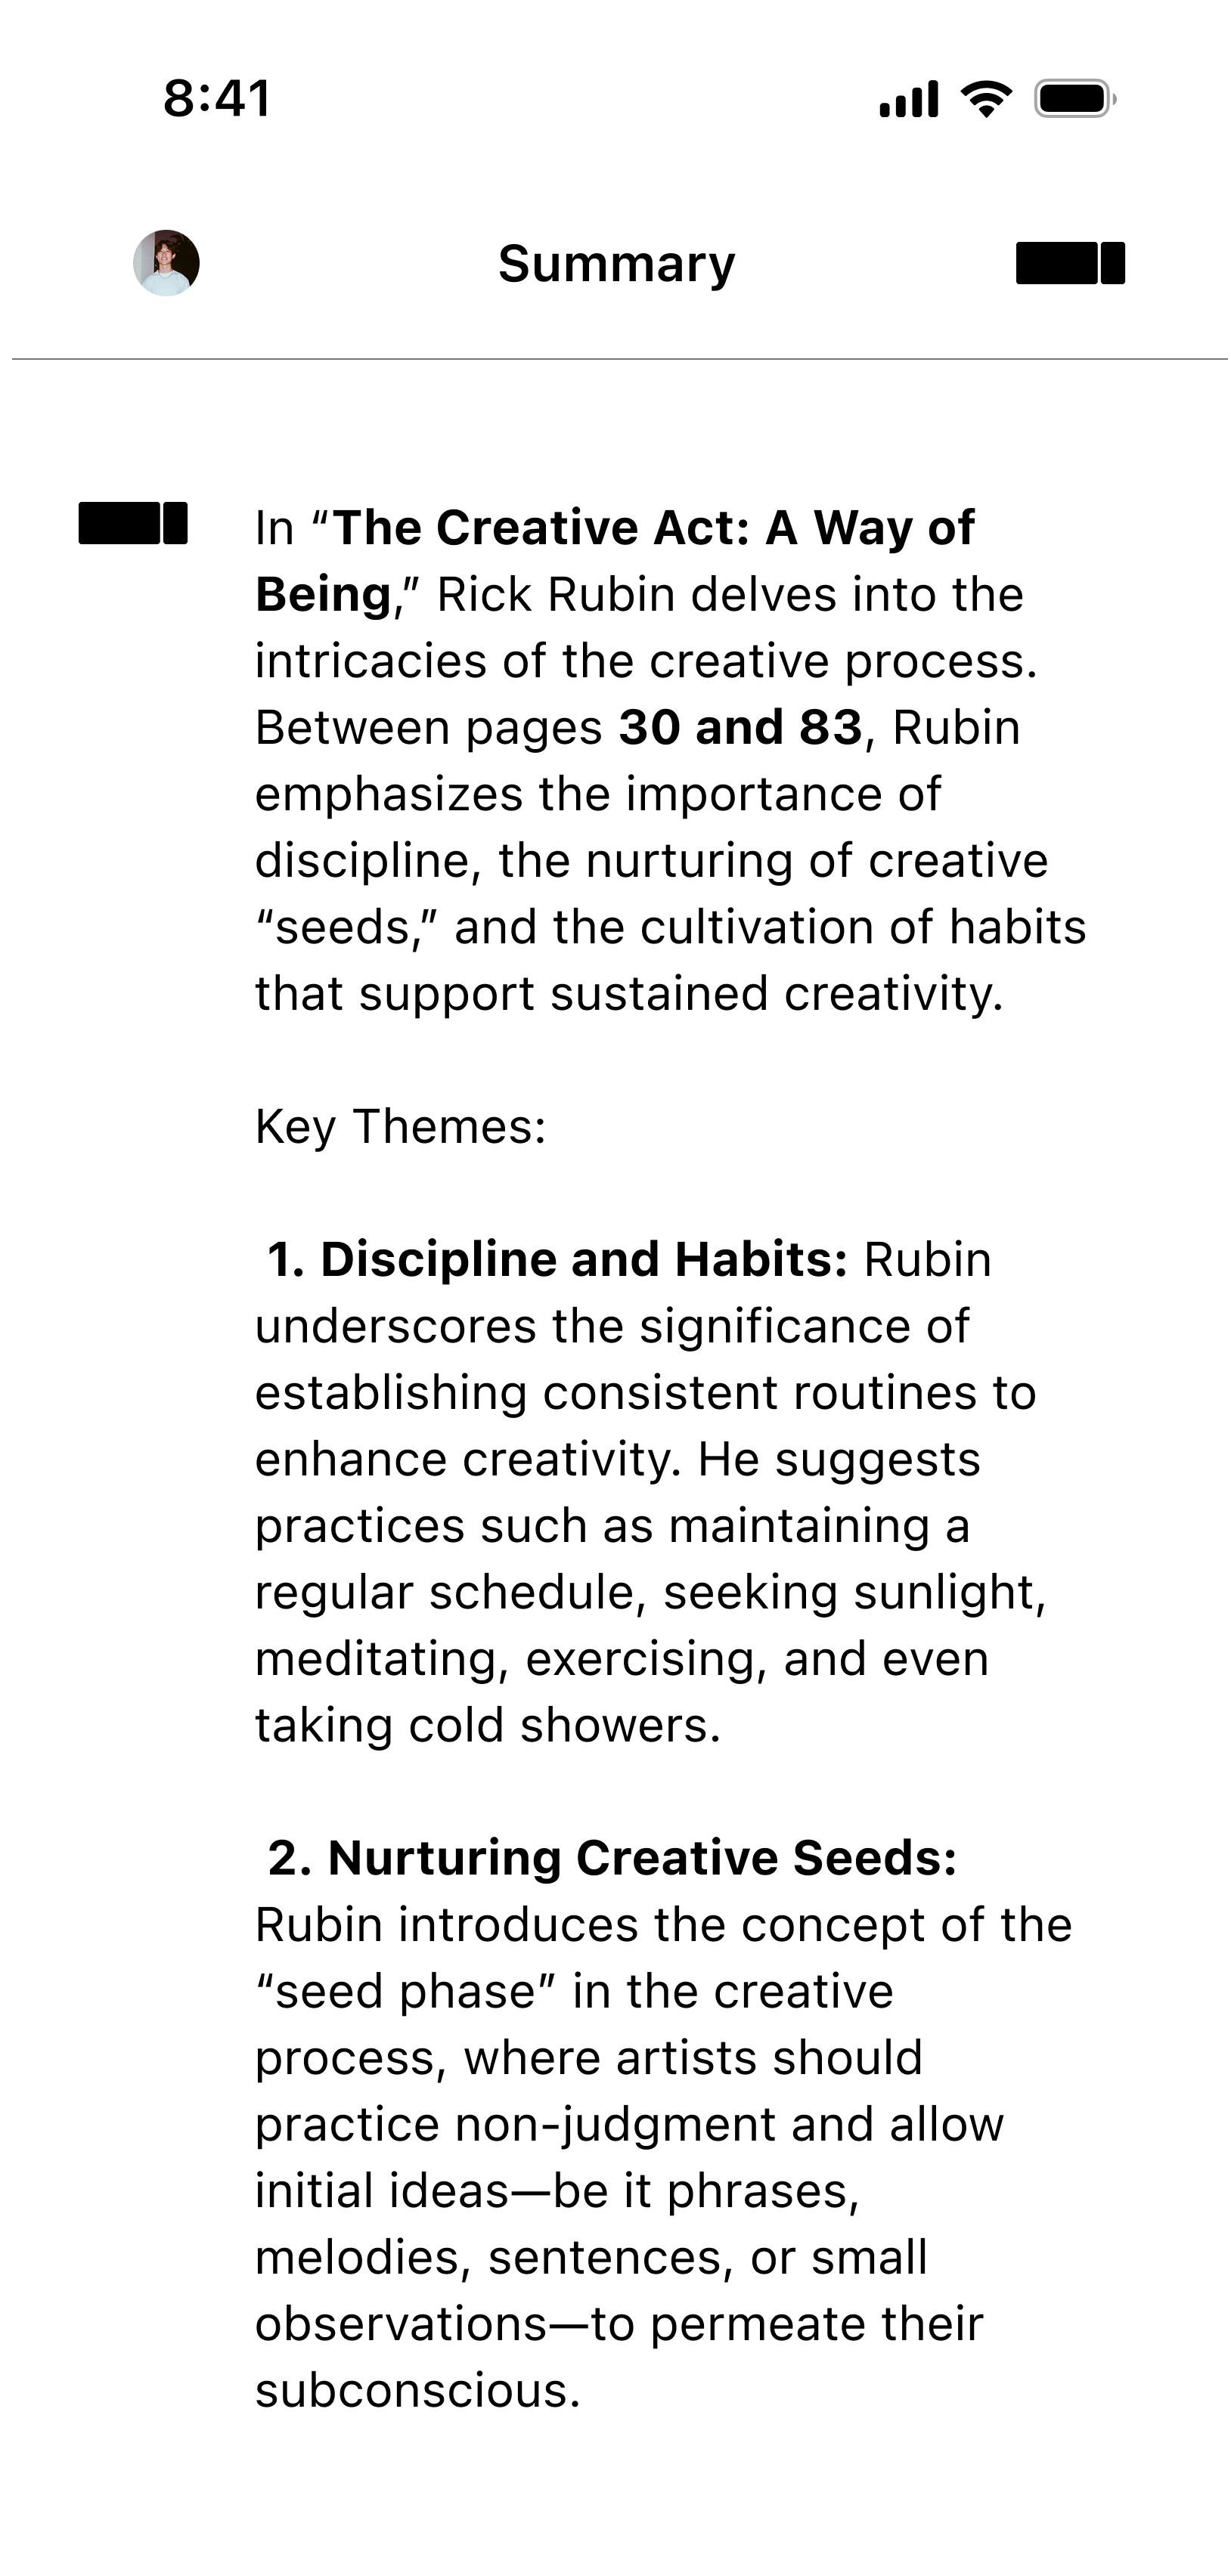 8:41
Summary
In “The Creative Act: A Way of
Being,” Rick Rubin delves into the
intricacies of the creative process.
Between pages 30 and 83, Rubin
emphasizes the importance of
discipline, the nurturing of creative
“seeds,” and the cultivation of habits
that support sustained creativity.
Key Themes:
1. Discipline and Habits: Rubin
underscores the significance of
establishing consistent routines to
enhance creativity. He suggests
practices such as maintaining a
regular schedule, seeking sunlight,
meditating, exercising, and even
taking cold showers.
2. Nurturing Creative Seeds:
Rubin introduces the concept of the
“seed phase” in the creative
process, where artists should
practice non-judgment and allow
initial ideas—be it phrases,
melodies, sentences, or small
observations—to permeate their
subconscious.